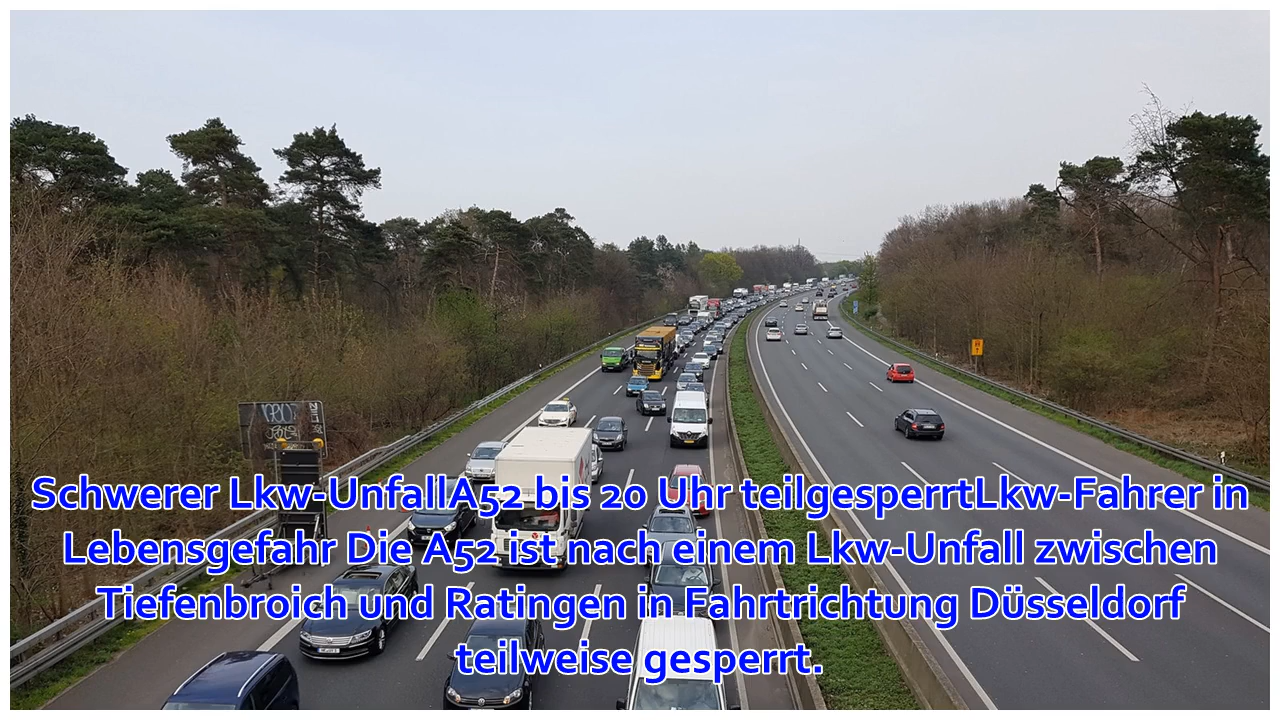 Schwerer Lkw-UnfallA52 bis 20 Uhr teilgesperrtLkw-Fahrer in
Lebensgefahr Die A52 ist nach einem Lkw-Unfall zwischen
Tiefenbroich und Ratingen in Fahrtrichtung Düsseldorf
teilweise gesperrt.